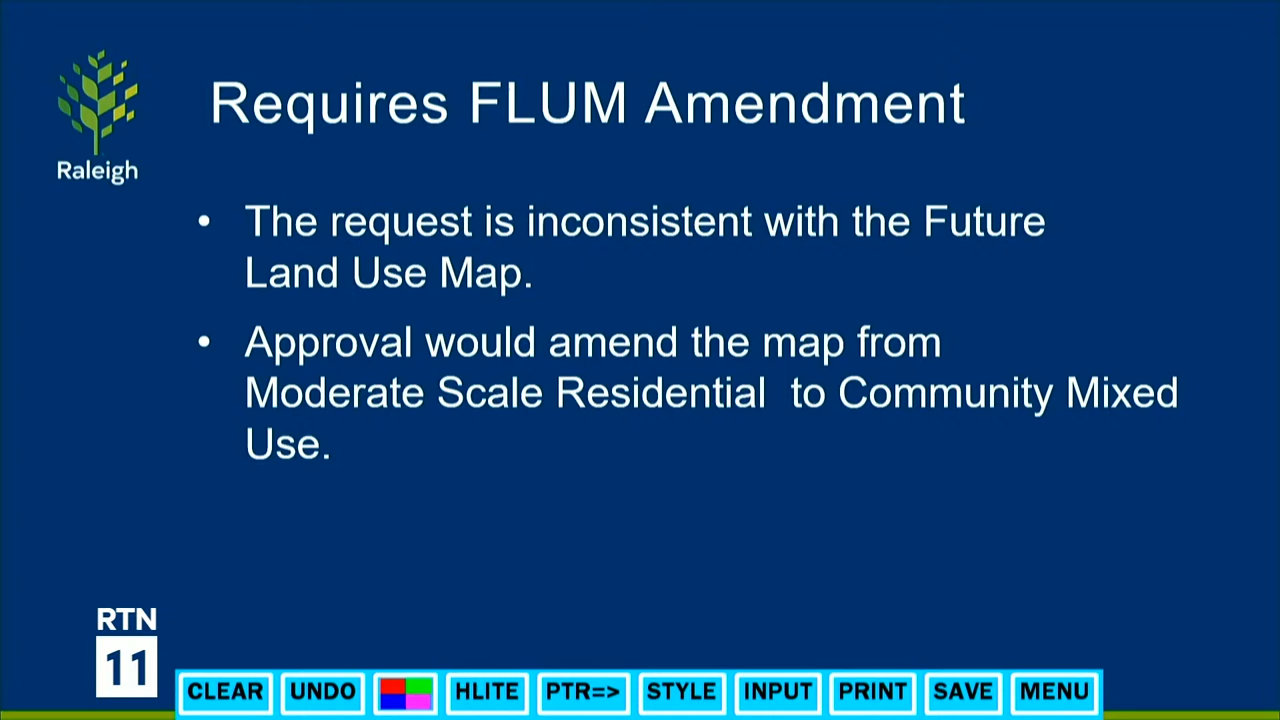 Requires FLUM Amendment
Raleigh
• The request is inconsistent with the Future
Land Use Map.
• Approval would amend the map from
Moderate Scale Residential  to Community Mixed
Use.
RTN
11
CLEAR UNDO HLITE PTR=> STYLE INPUT PRINT SAVE MENU